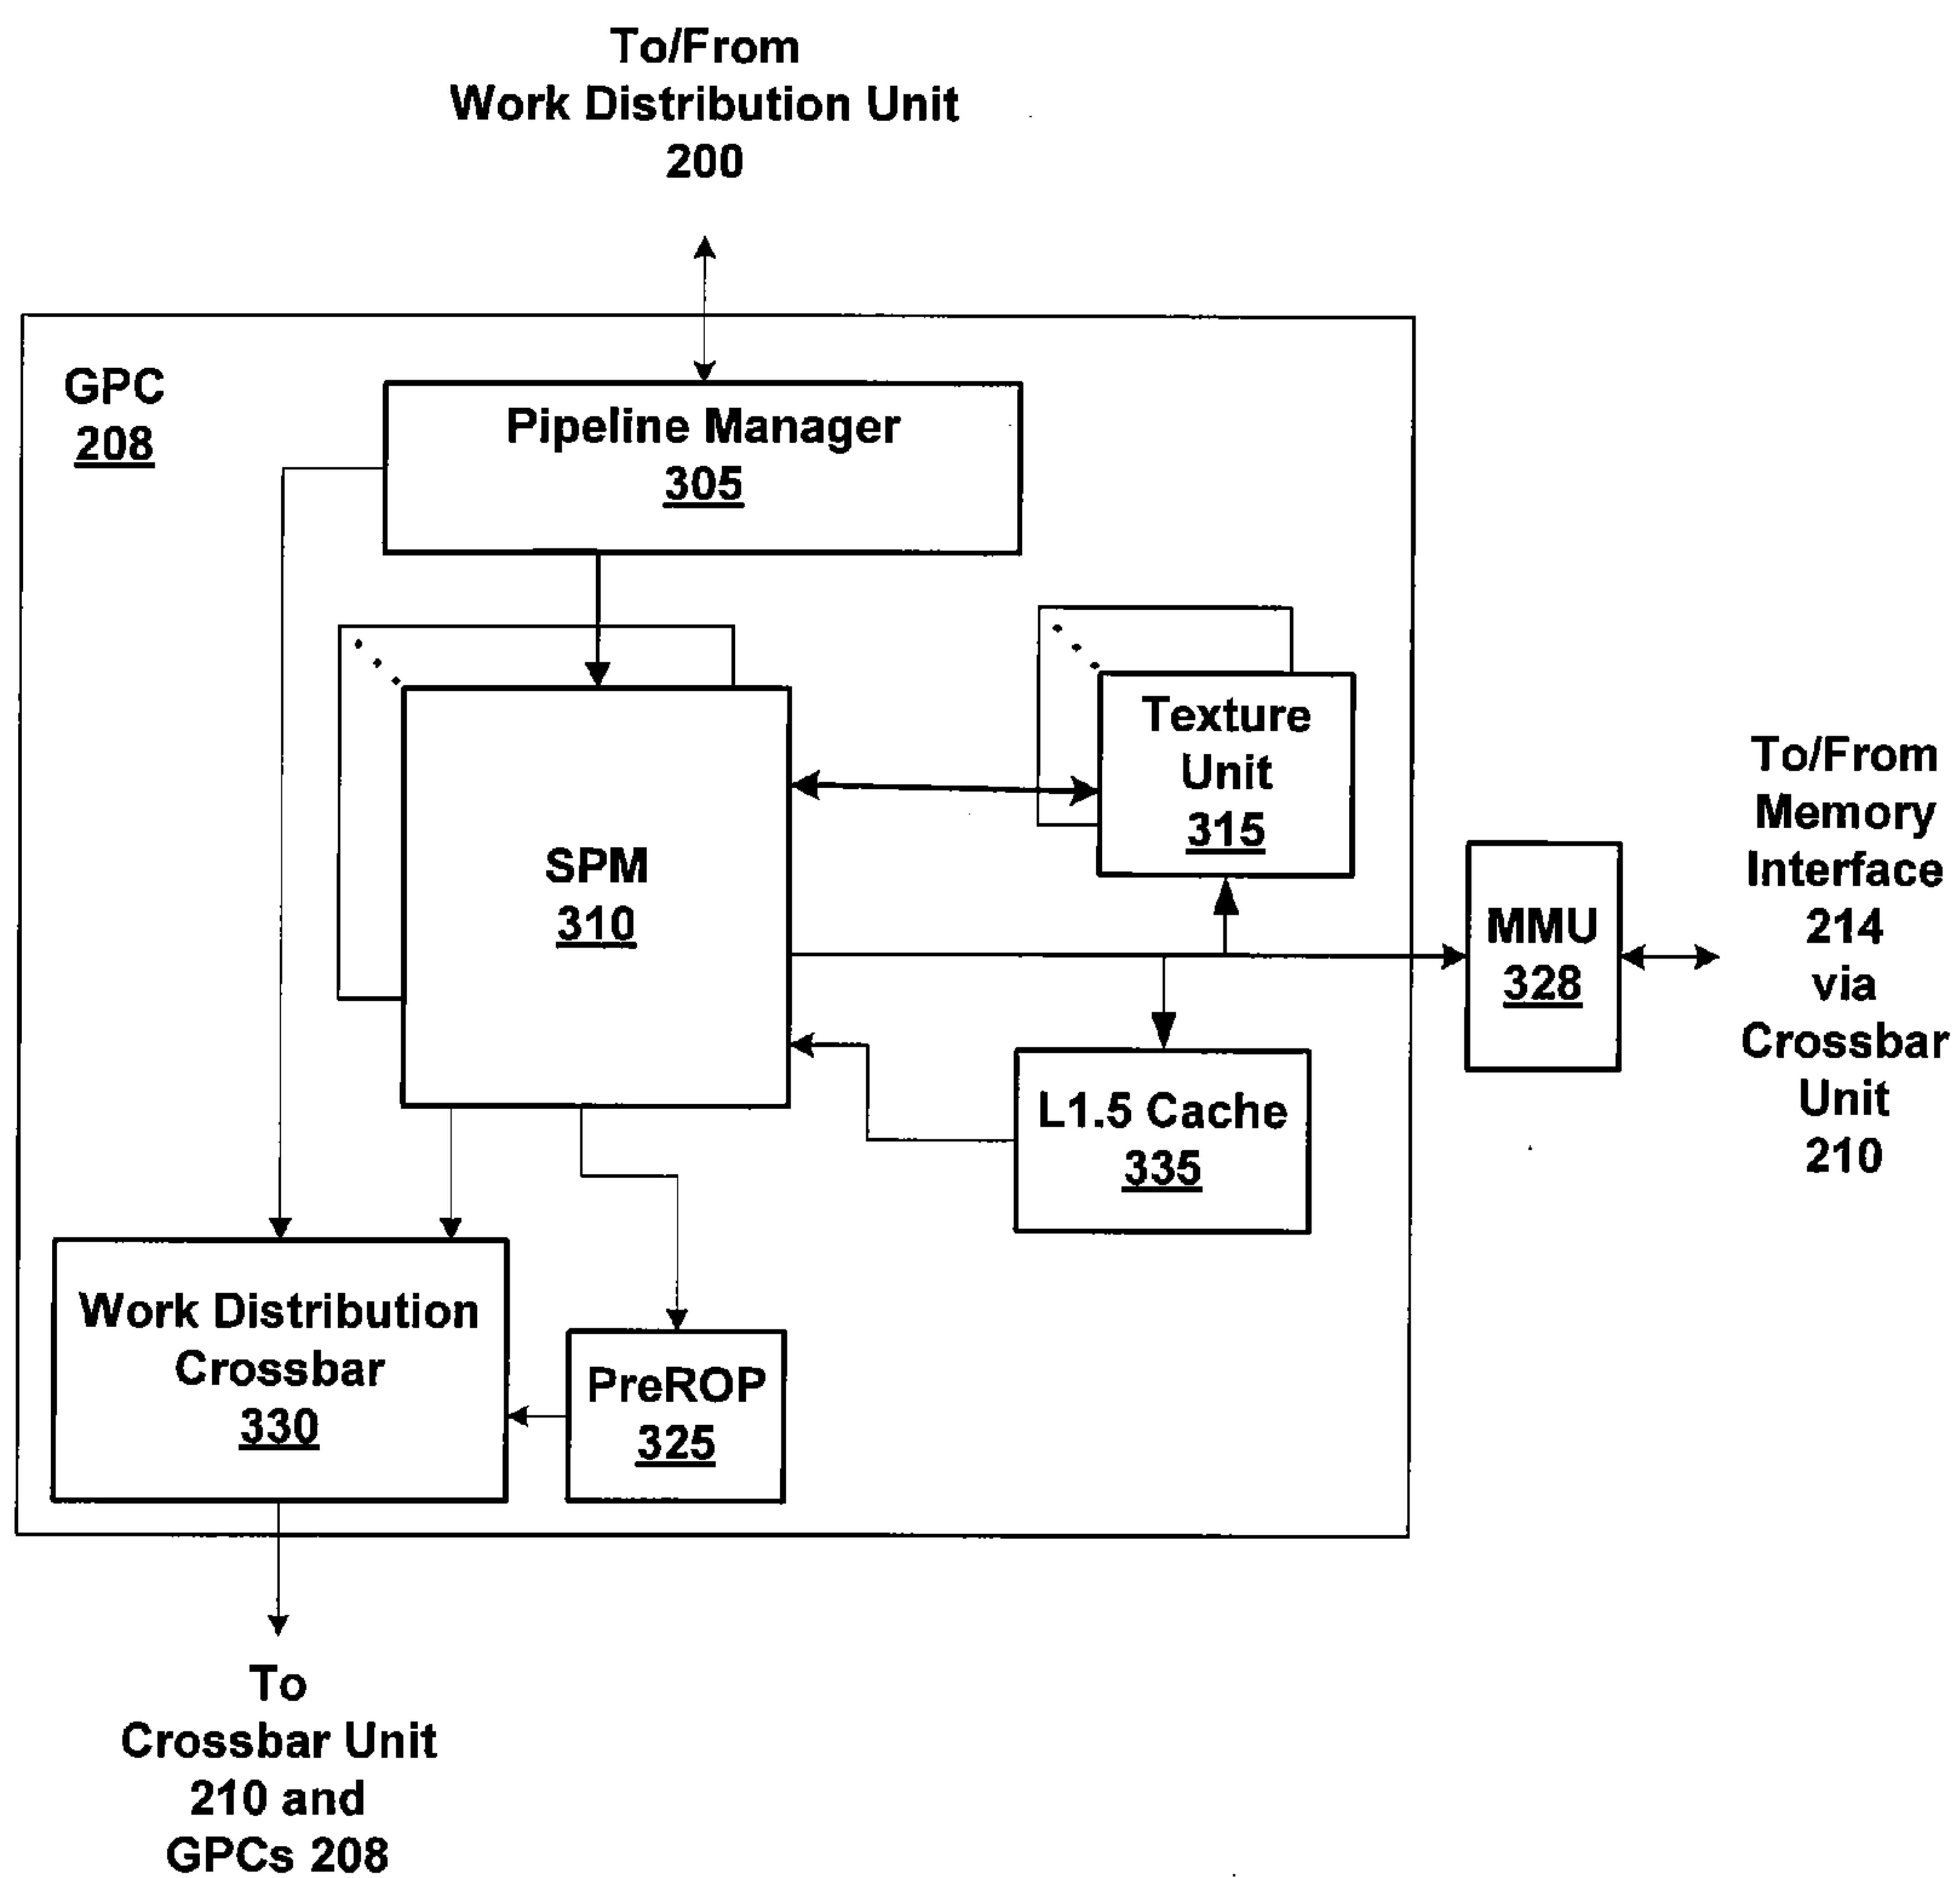 To/From
Work Distribution Unit
200
GPC
208
Pipeline Manager
305
Texture
Unit
315
SPM
310
MMU
328
To/From
Memory
Interface
214
via
Crossbar
Unit
210
L1.5 Cache
335
Work Distribution
Crossbar
330
PreROP
325
To
Crossbar Unit
210 and
GPCs 208